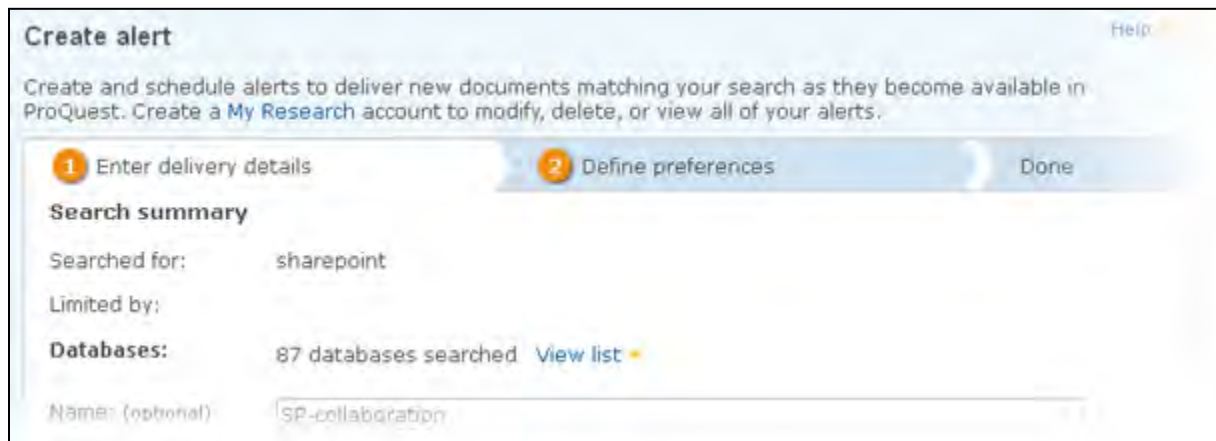 Create alert
Help
Create and schedule alerts to deliver new documents matching your search as they become available in
ProQuest. Create a My Research account to modify, delete, or view all of your alerts.
1 Enter delivery details 2 Define preferences Done
Search summary
Searched for: sharepoint
Limited by:
Databases: 87 databases searched View list
Name: (optional) SP-collaboration